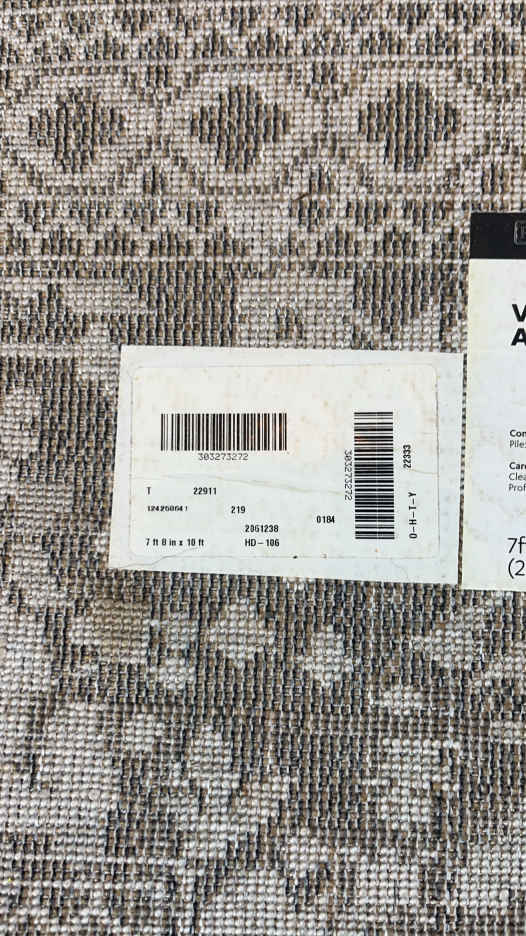 303273272
T 22911
219
2061238
0184
7 ft 8 in x 10 ft HD-106
303273272
O-H-T-Y 22333
V
A
Con
Pile:
Car
Clea
Prof
7f
(2